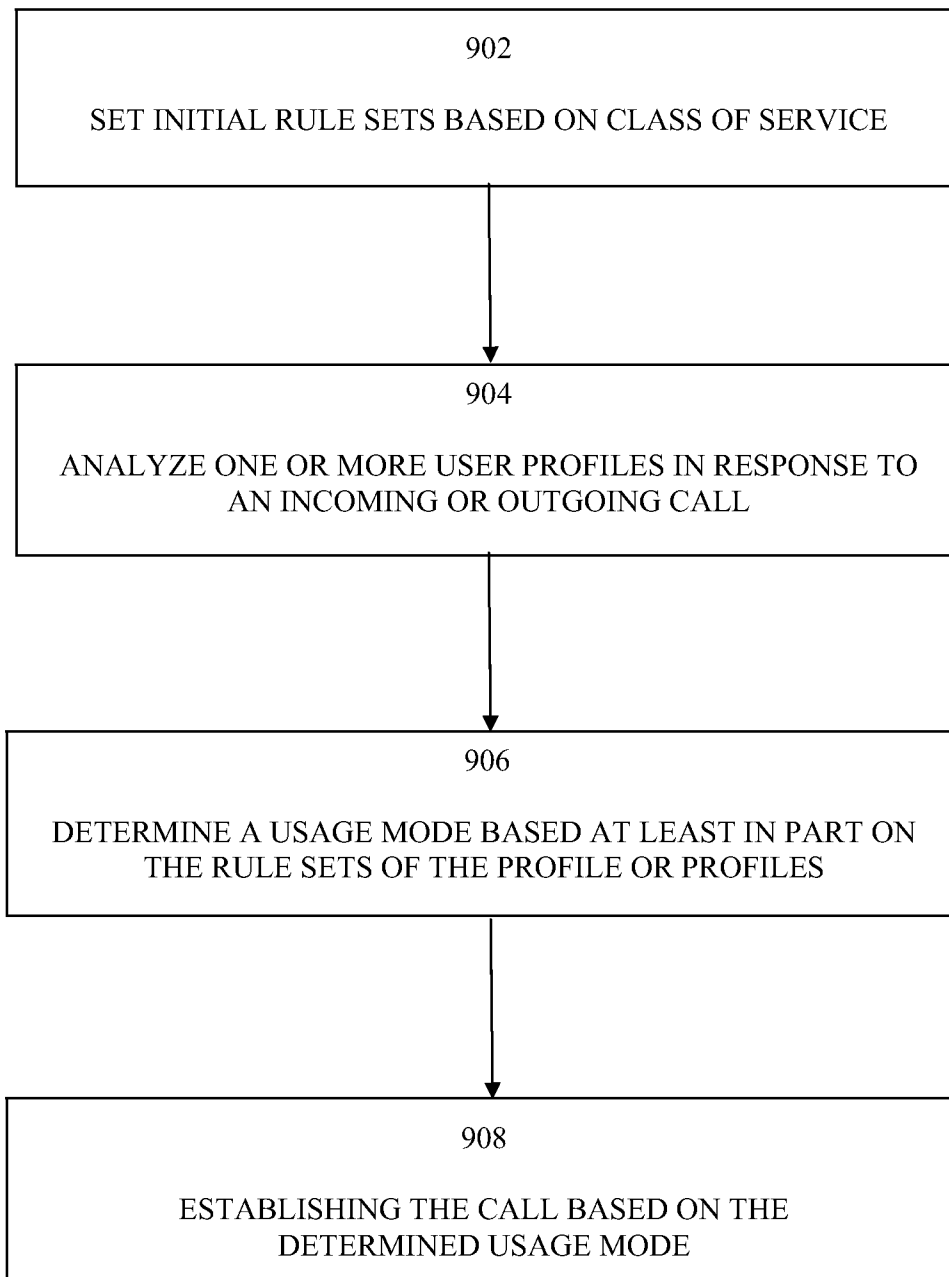 902
SET INITIAL RULE SETS BASED ON CLASS OF SERVICE
904
ANALYZE ONE OR MORE USER PROFILES IN RESPONSE TO
AN INCOMING OR OUTGOING CALL
906
DETERMINE A USAGE MODE BASED AT LEAST IN PART ON
THE RULE SETS OF THE PROFILE OR PROFILES
908
ESTABLISHING THE CALL BASED ON THE
DETERMINED USAGE MODE